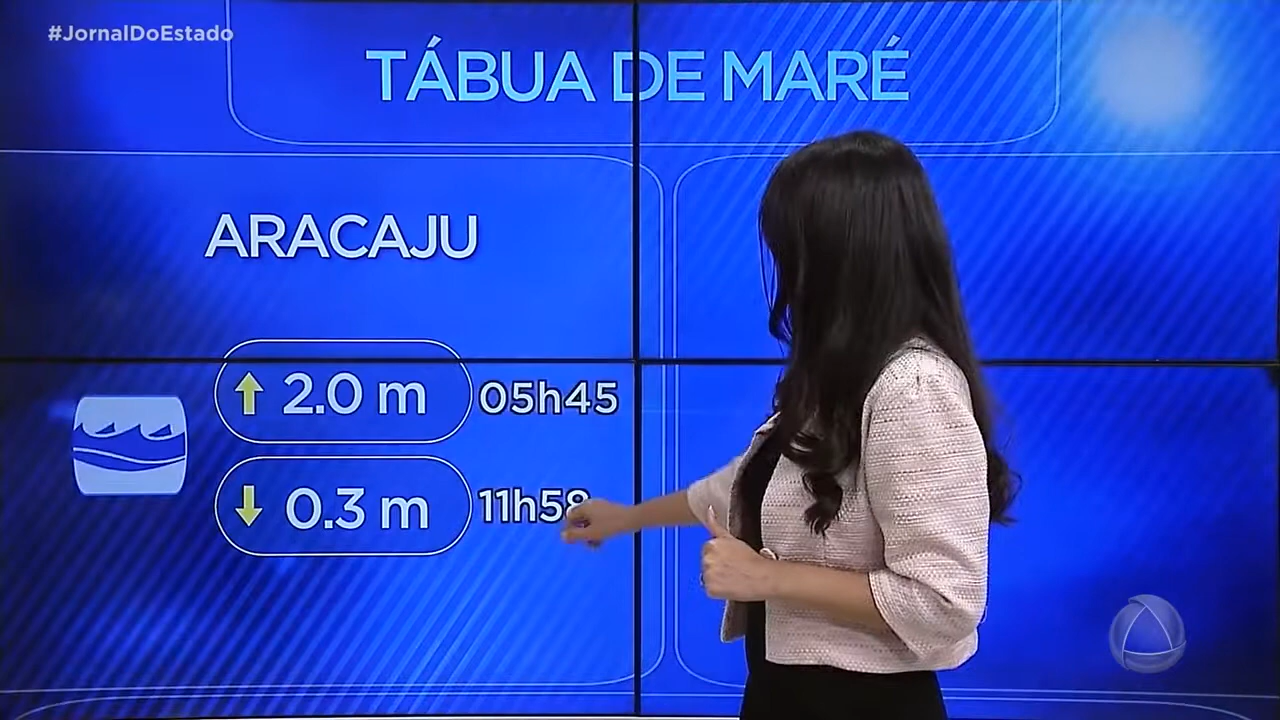 #JornalDoEstado
TÁBUA DE MARÉ
ARACAJU
2.0 m 05h45
0.3 m 11h58